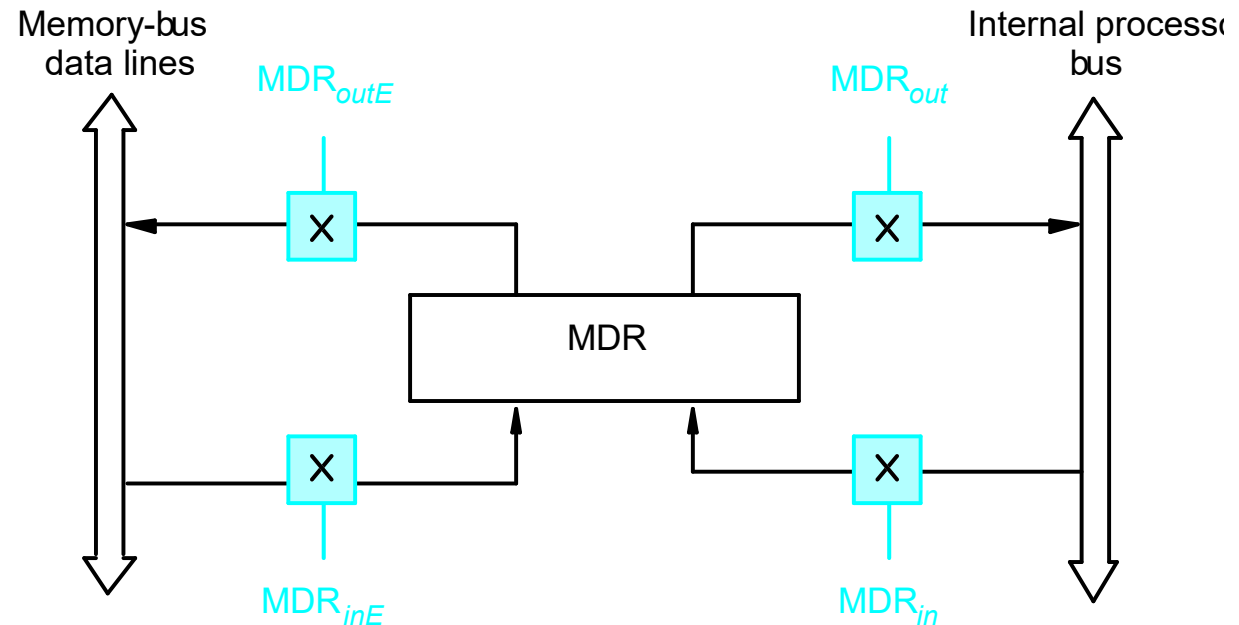 Memory-bus
data lines
Internal processo
bus
MDRoutE
MDRout
X
X
MDR
X
X
MDRinE
MDRin